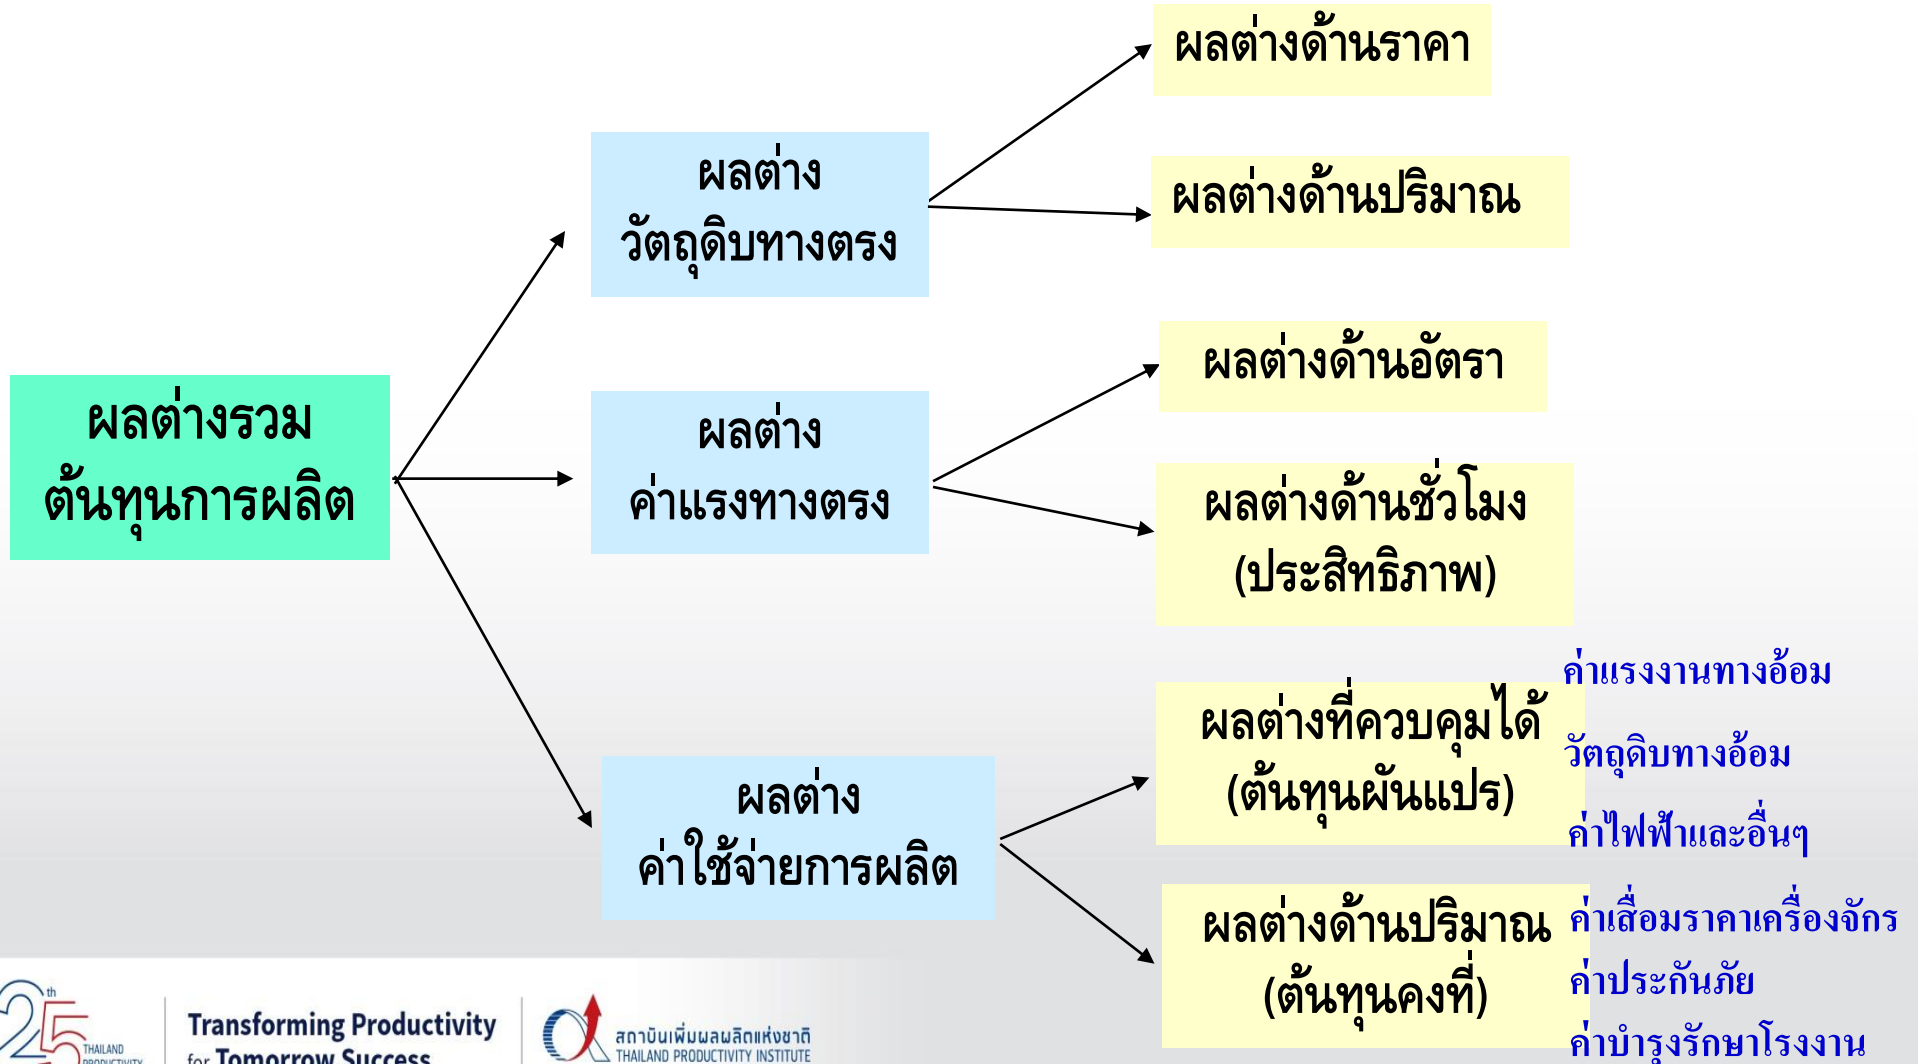 ผลต่างรวม
ต้นทุนการผลิต
ผลต่าง
วัตถุดิบทางตรง
ผลต่างด้านราคา
ผลต่างด้านปริมาณ
ผลต่าง
ค่าแรงทางตรง
ผลต่างด้านอัตรา
ผลต่างด้านชั่วโมง
(ประสิทธิภาพ)
ผลต่าง
ค่าใช้จ่ายการผลิต
ผลต่างที่ควบคุมได้
(ต้นทุนผันแปร)
ค่าแรงงานทางอ้อม
วัตถุดิบทางอ้อม
ค่าไฟฟ้าและอื่นๆ
ผลต่างด้านปริมาณ
(ต้นทุนคงที่)
ค่าเสื่อมราคาเครื่องจักร
ค่าประกันภัย
ค่าบำรุงรักษาโรงงาน
25th
THAILAND
PRODUCTIVITY
Transforming Productivity
for Tomorrow Success
สถาบันเพิ่มผลผลิตแห่งชาติ
THAILAND PRODUCTIVITY INSTITUTE